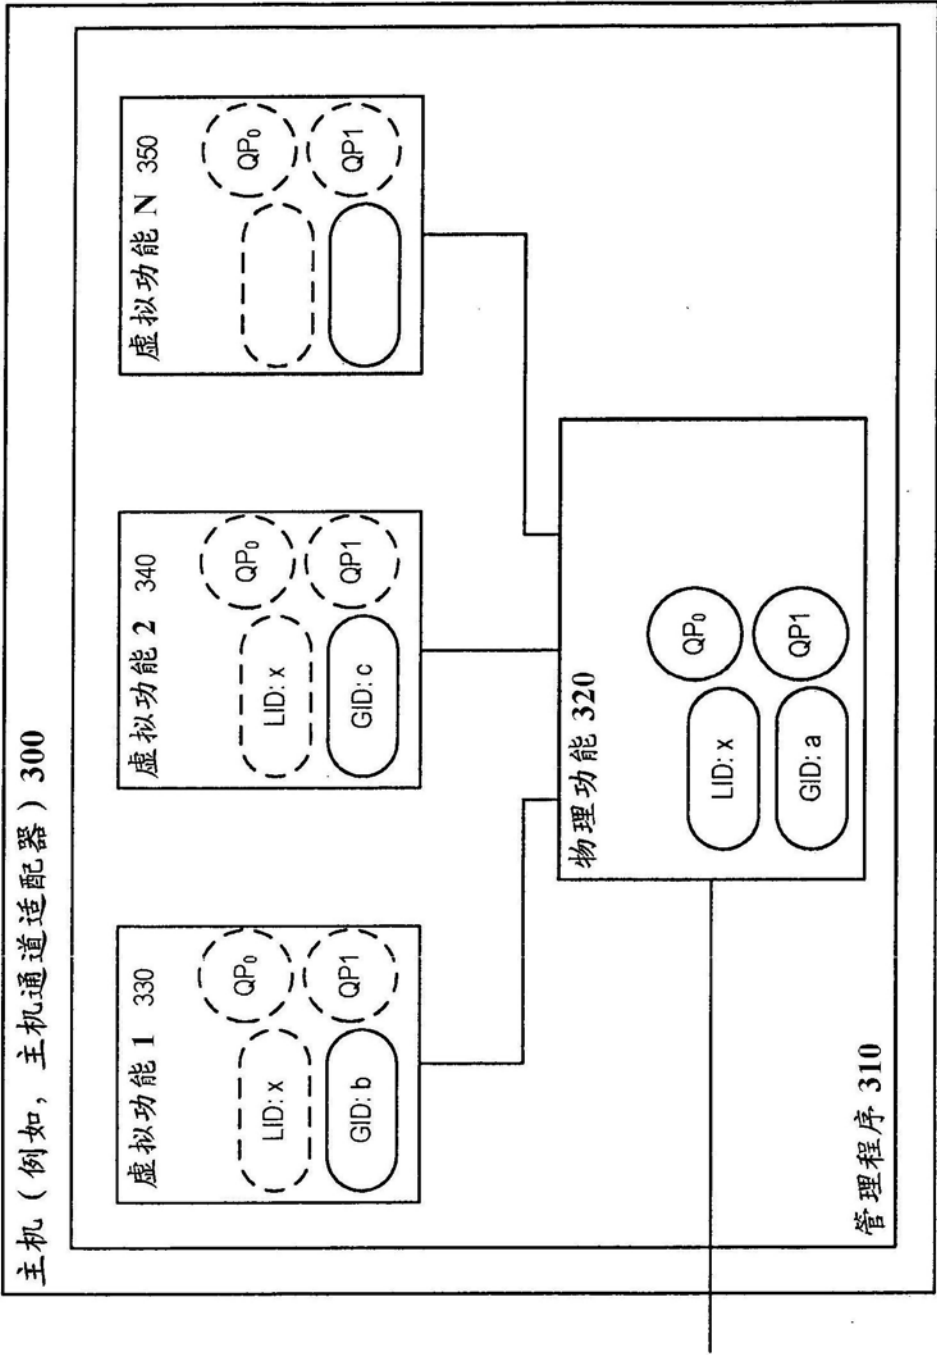 主机（例如，主机通道适配器）300
虚拟功能 1 330
LID: x
QP₀
GID: b
QP1
虚拟功能 2 340
LID: x
QP₀
GID: c
QP1
虚拟功能 N 350
QP₀
QP1
物理功能 320
LID: x
QP₀
GID: a
QP1
管理程序 310